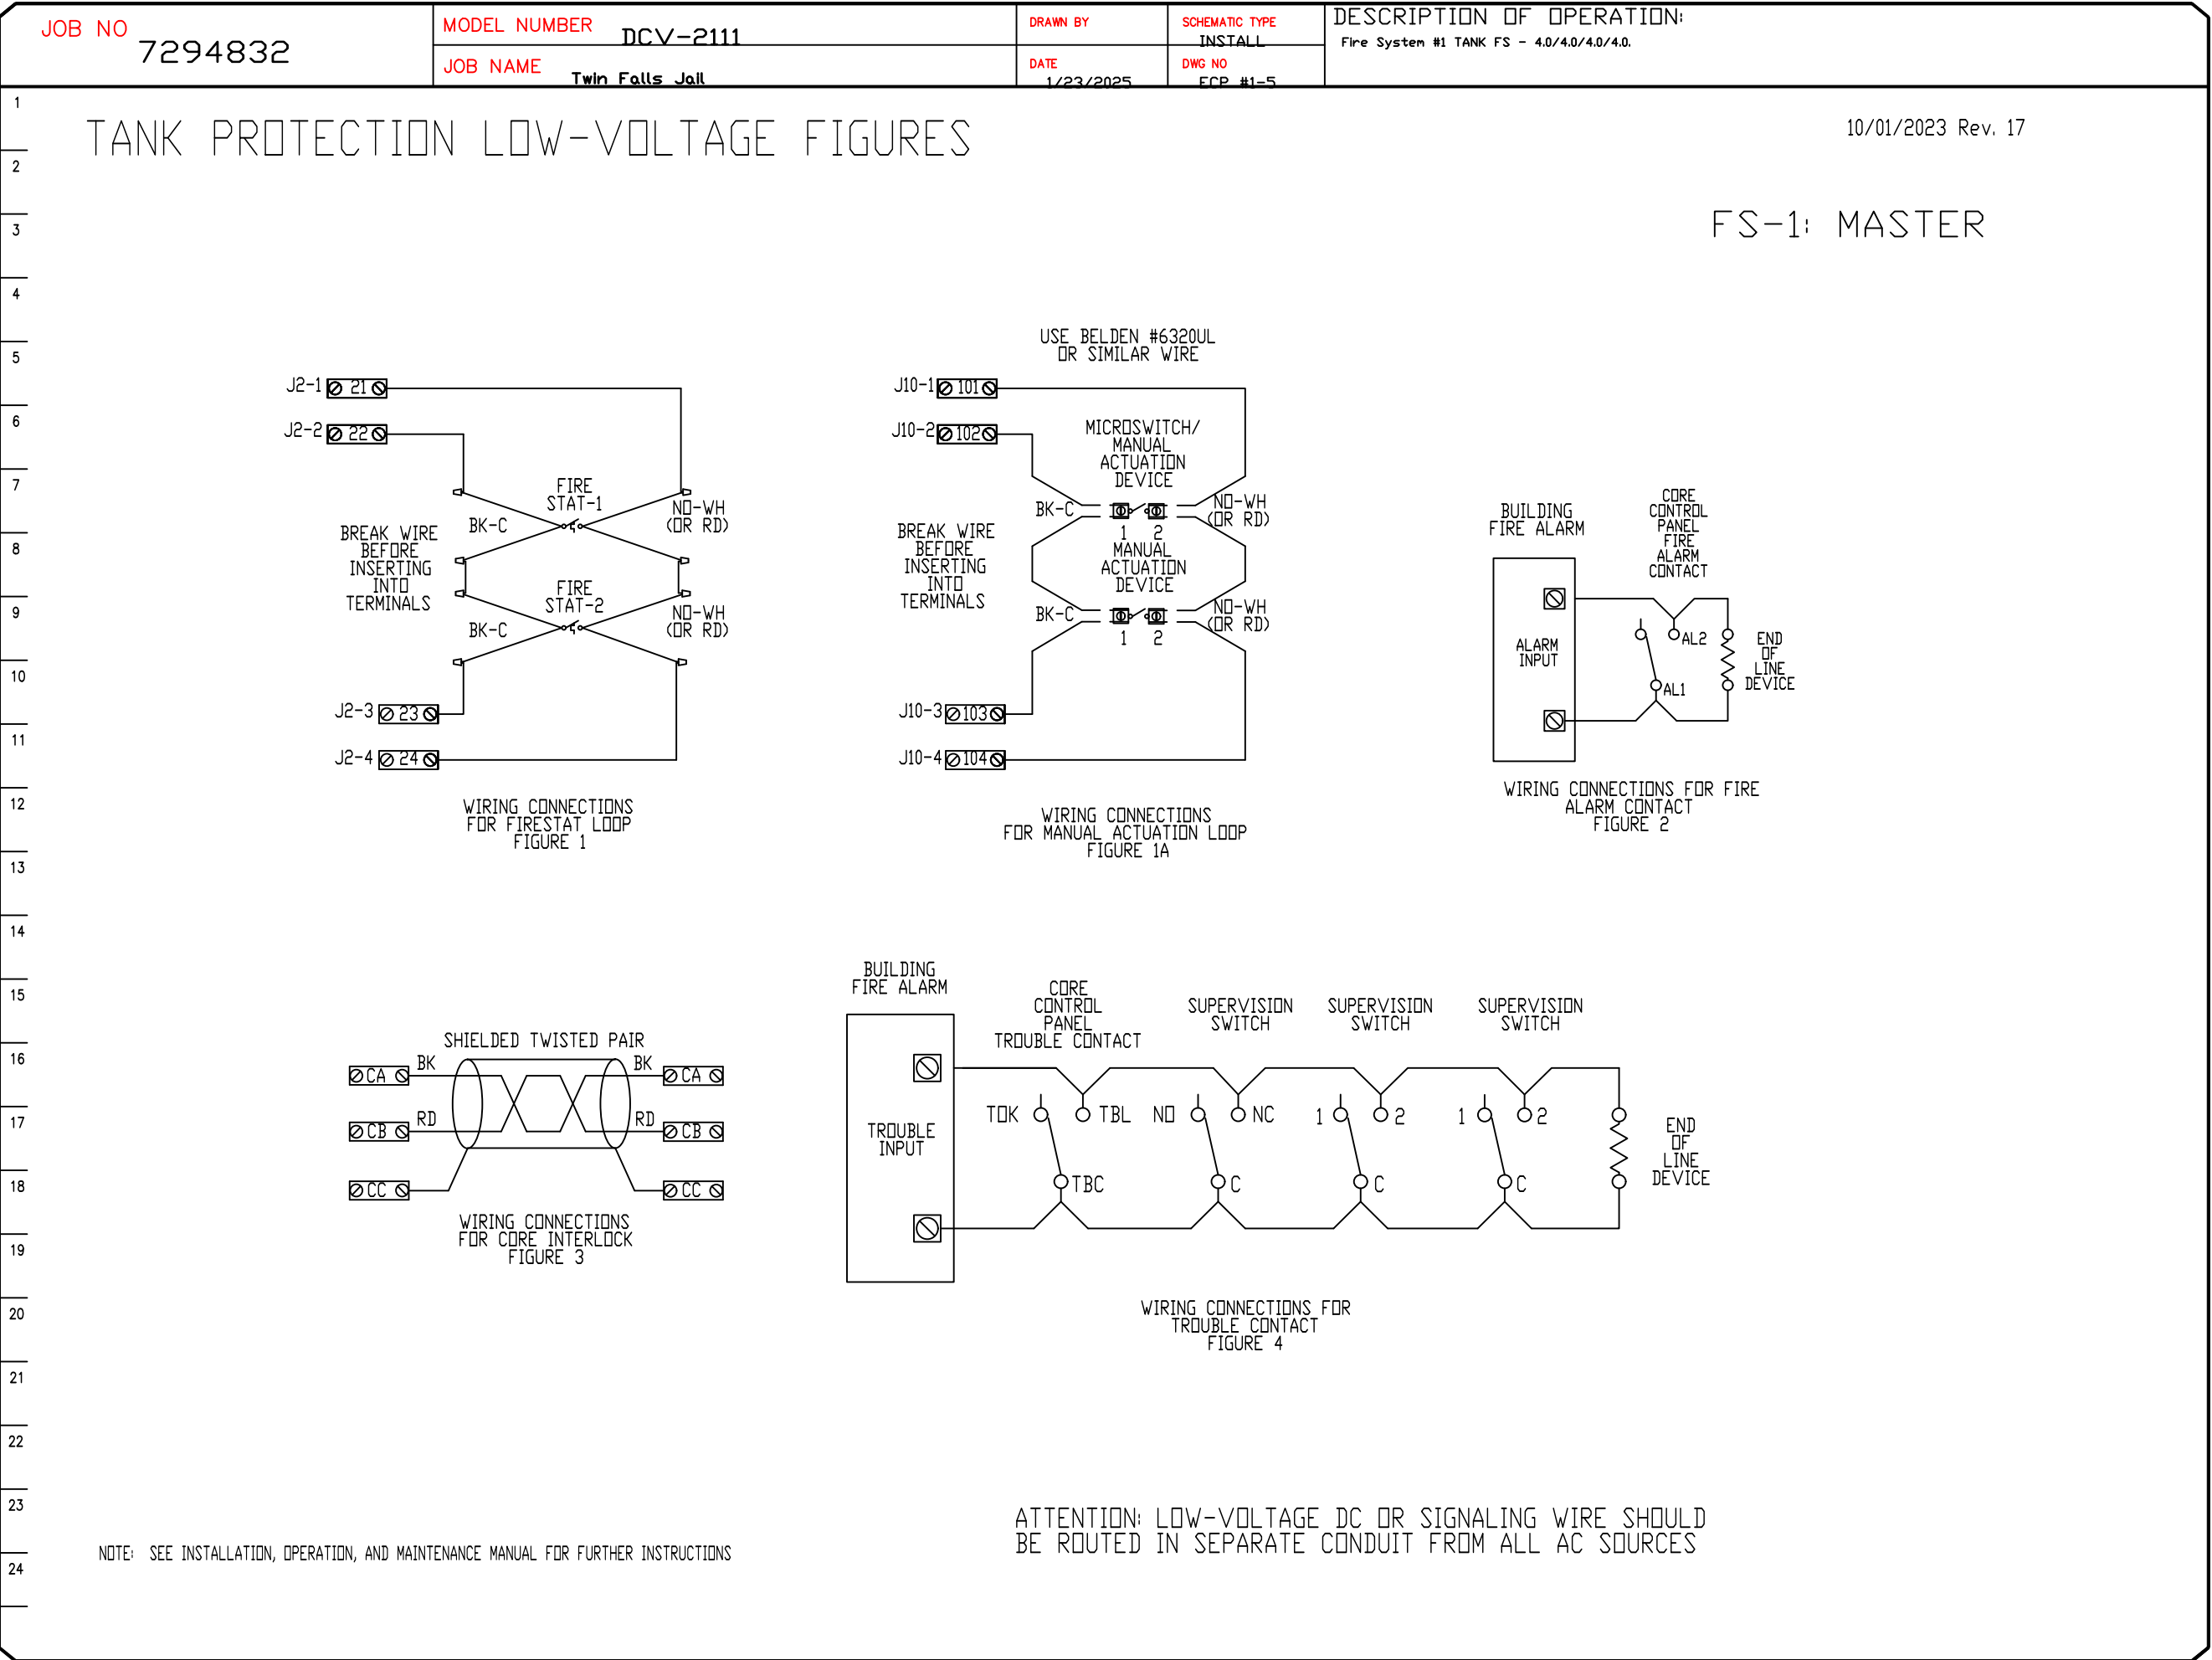 JOB NO
7294832
MODEL NUMBER DCV-2111
JOB NAME Twin Falls Jail
DRAWN BY
DATE
1/23/2025
SCHEMATIC TYPE
INSTALL
DWG NO
ECP #1-5
DESCRIPTION OF OPERATION:
Fire System #1 TANK FS - 4.0/4.0/4.0/4.0.
1
2
3
4
5
6
7
8
9
10
11
12
13
14
15
16
17
18
19
20
21
22
23
24
TANK PROTECTION LOW-VOLTAGE FIGURES
10/01/2023 Rev. 17
FS-1: MASTER
J2-1 21
J2-2 22
FIRE
STAT-1
BK-C
NO-WH
(OR RD)
BREAK WIRE
BEFORE
INSERTING
INTO
TERMINALS
FIRE
STAT-2
BK-C
NO-WH
(OR RD)
J2-3 23
J2-4 24
WIRING CONNECTIONS
FOR FIRESTAT LOOP
FIGURE 1
USE BELDEN #6320UL
OR SIMILAR WIRE
J10-1 101
J10-2 102
MICROSWITCH/
MANUAL
ACTUATION
DEVICE
BK-C
NO-WH
(OR RD)
1 2
BREAK WIRE
BEFORE
INSERTING
INTO
TERMINALS
MANUAL
ACTUATION
DEVICE
BK-C
NO-WH
(OR RD)
1 2
J10-3 103
J10-4 104
WIRING CONNECTIONS
FOR MANUAL ACTUATION LOOP
FIGURE 1A
BUILDING
FIRE ALARM
CORE
CONTROL
PANEL
FIRE
ALARM
CONTACT
ALARM
INPUT
AL2
AL1
END
OF
LINE
DEVICE
WIRING CONNECTIONS FOR FIRE
ALARM CONTACT
FIGURE 2
SHIELDED TWISTED PAIR
CA BK BK CA
CB RD RD CB
CC CC
WIRING CONNECTIONS
FOR CORE INTERLOCK
FIGURE 3
BUILDING
FIRE ALARM
CORE
CONTROL
PANEL
TROUBLE CONTACT
SUPERVISION
SWITCH
SUPERVISION
SWITCH
SUPERVISION
SWITCH
TROUBLE
INPUT
TOK TBL NO NC 1 2 1 2
TBC C C C
END
OF
LINE
DEVICE
WIRING CONNECTIONS FOR
TROUBLE CONTACT
FIGURE 4
ATTENTION: LOW-VOLTAGE DC OR SIGNALING WIRE SHOULD
BE ROUTED IN SEPARATE CONDUIT FROM ALL AC SOURCES
NOTE: SEE INSTALLATION, OPERATION, AND MAINTENANCE MANUAL FOR FURTHER INSTRUCTIONS